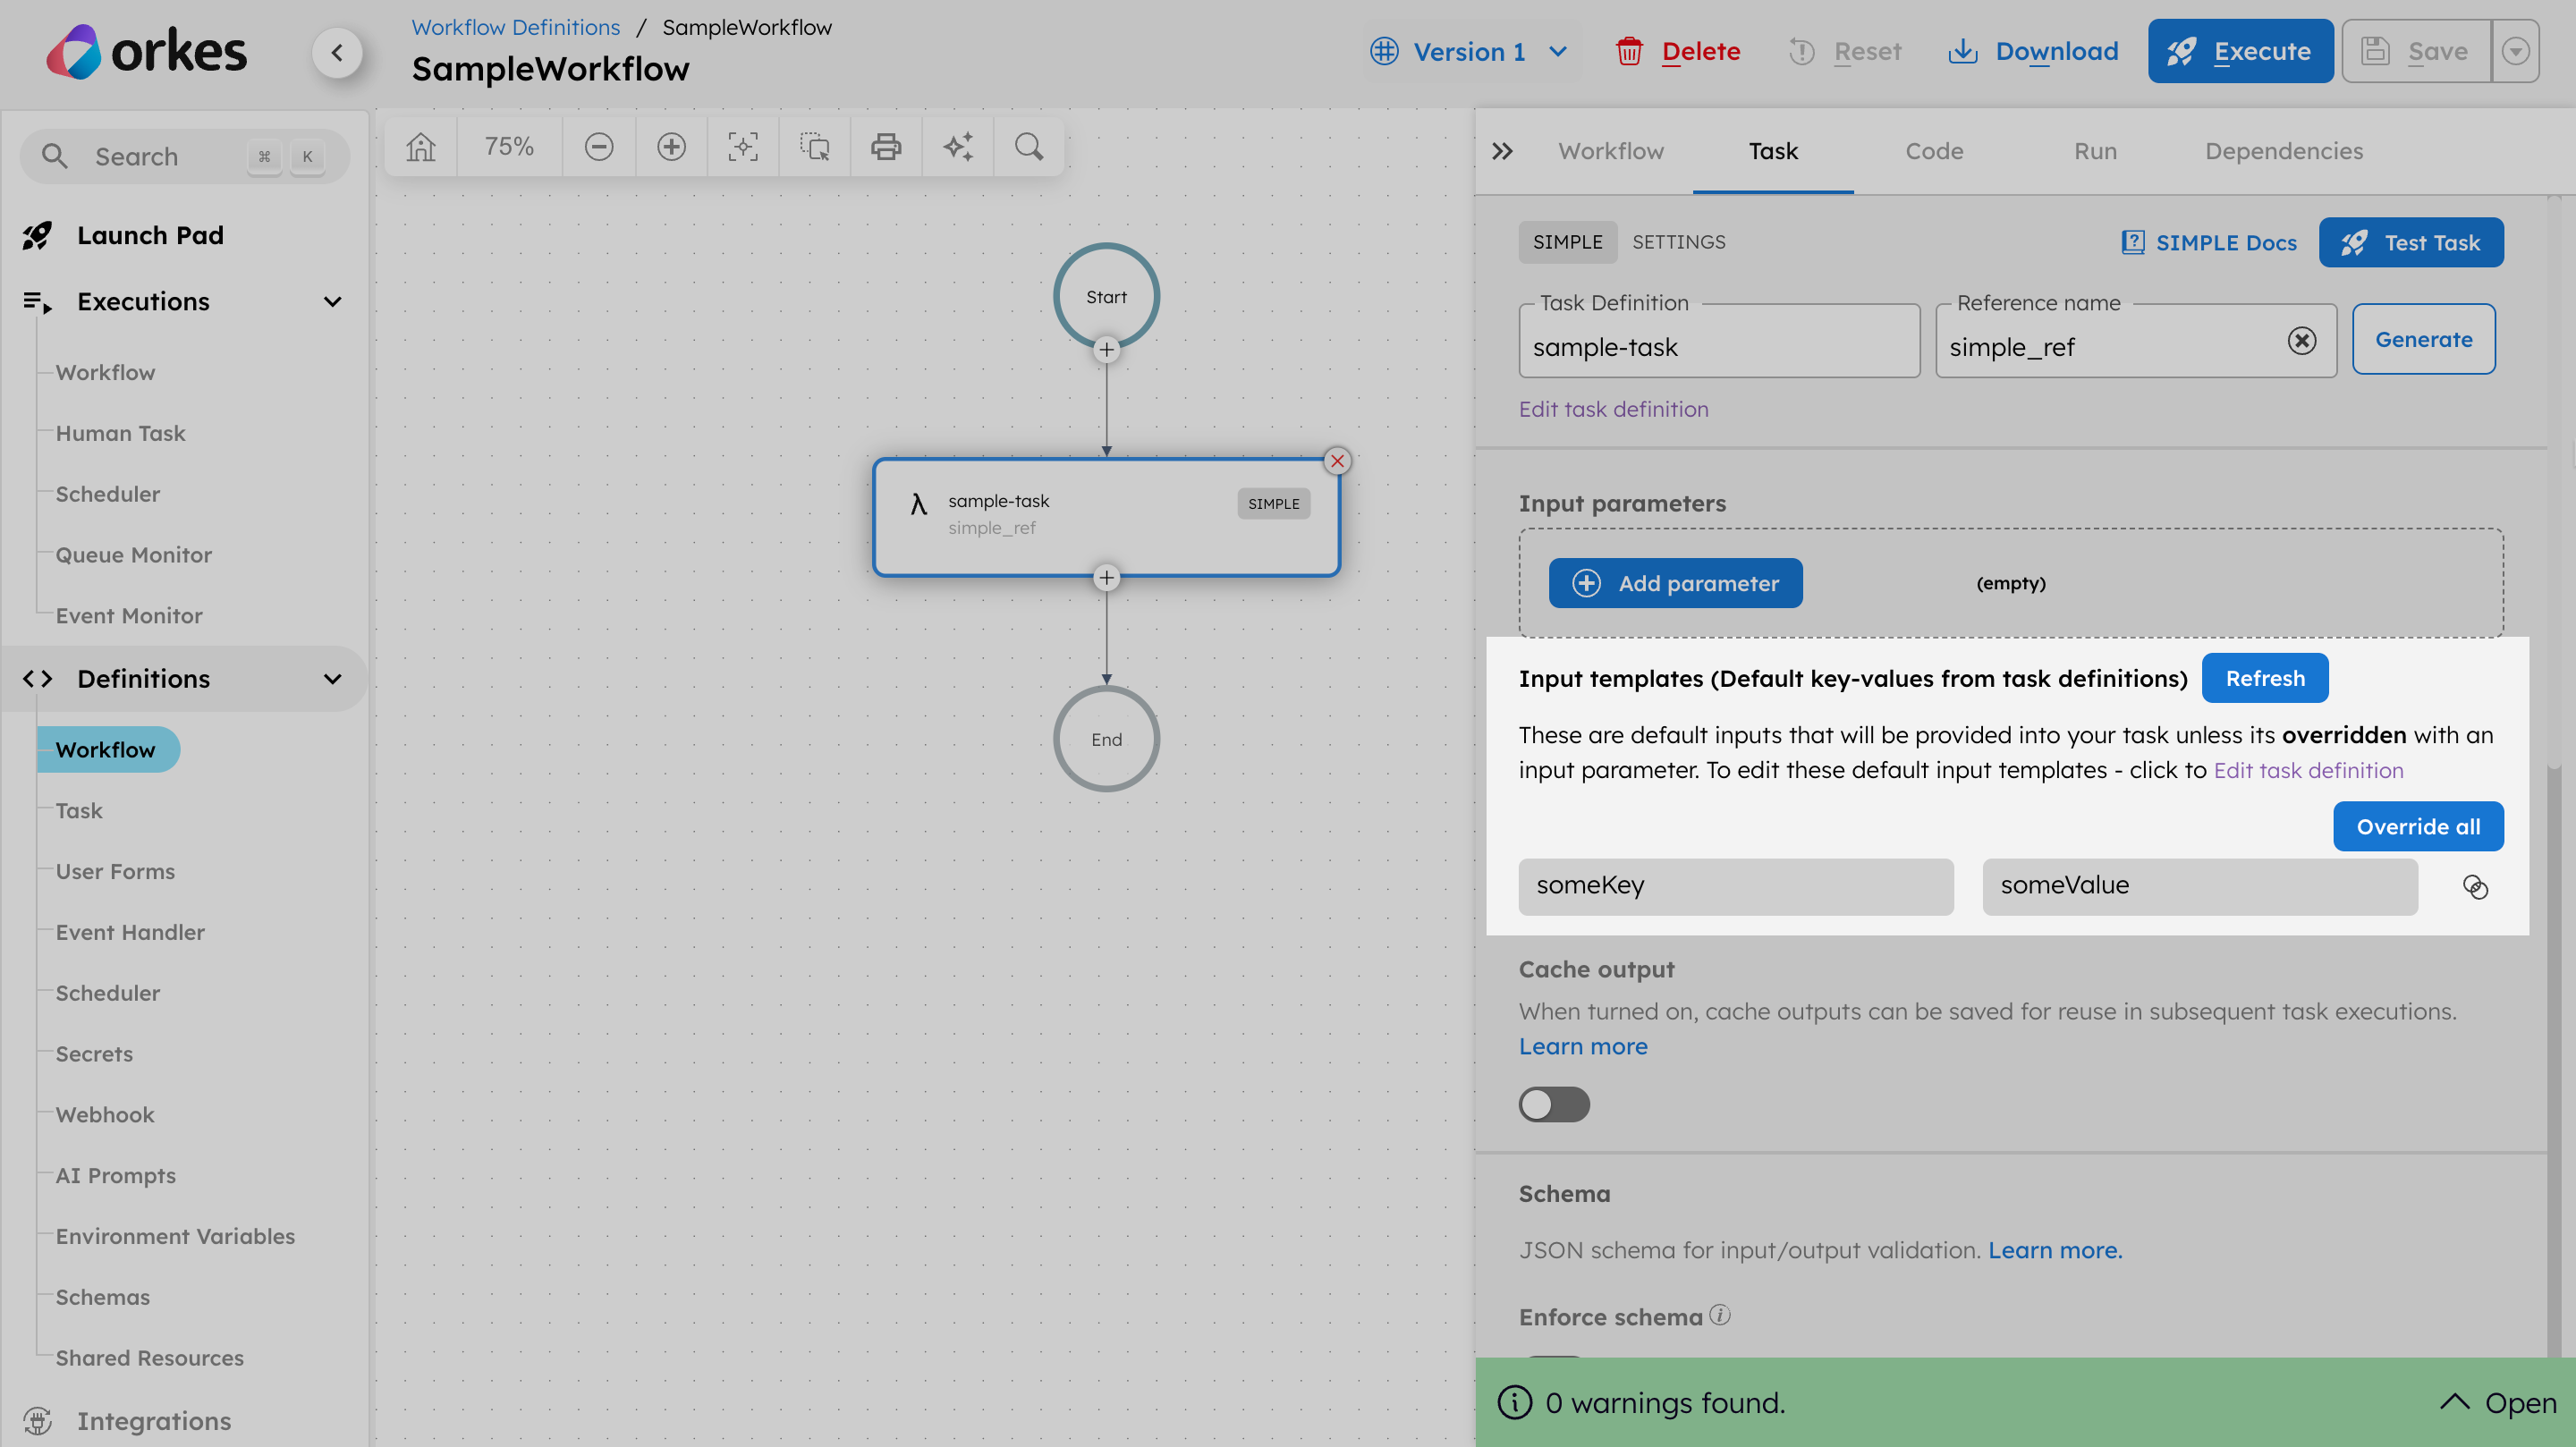 orkes
Workflow Definitions / SampleWorkflow
SampleWorkflow
Version 1
Delete
Reset
Download
Execute
Save
Search ⌘ K
Launch Pad
Executions
Workflow
Human Task
Scheduler
Queue Monitor
Event Monitor
Definitions
Workflow
Task
User Forms
Event Handler
Scheduler
Secrets
Webhook
AI Prompts
Environment Variables
Schemas
Shared Resources
Integrations
75%
Start
sample-task
simple_ref
SIMPLE
End
Workflow Task Code Run Dependencies
SIMPLE SETTINGS
SIMPLE Docs
Test Task
Task Definition
sample-task
Reference name
simple_ref
Generate
Edit task definition
Input parameters
Add parameter
(empty)
Input templates (Default key-values from task definitions) Refresh
These are default inputs that will be provided into your task unless its overridden with an
input parameter. To edit these default input templates - click to Edit task definition
Override all
someKey someValue
Cache output
When turned on, cache outputs can be saved for reuse in subsequent task executions.
Learn more
Schema
JSON schema for input/output validation. Learn more.
Enforce schema
0 warnings found.
Open